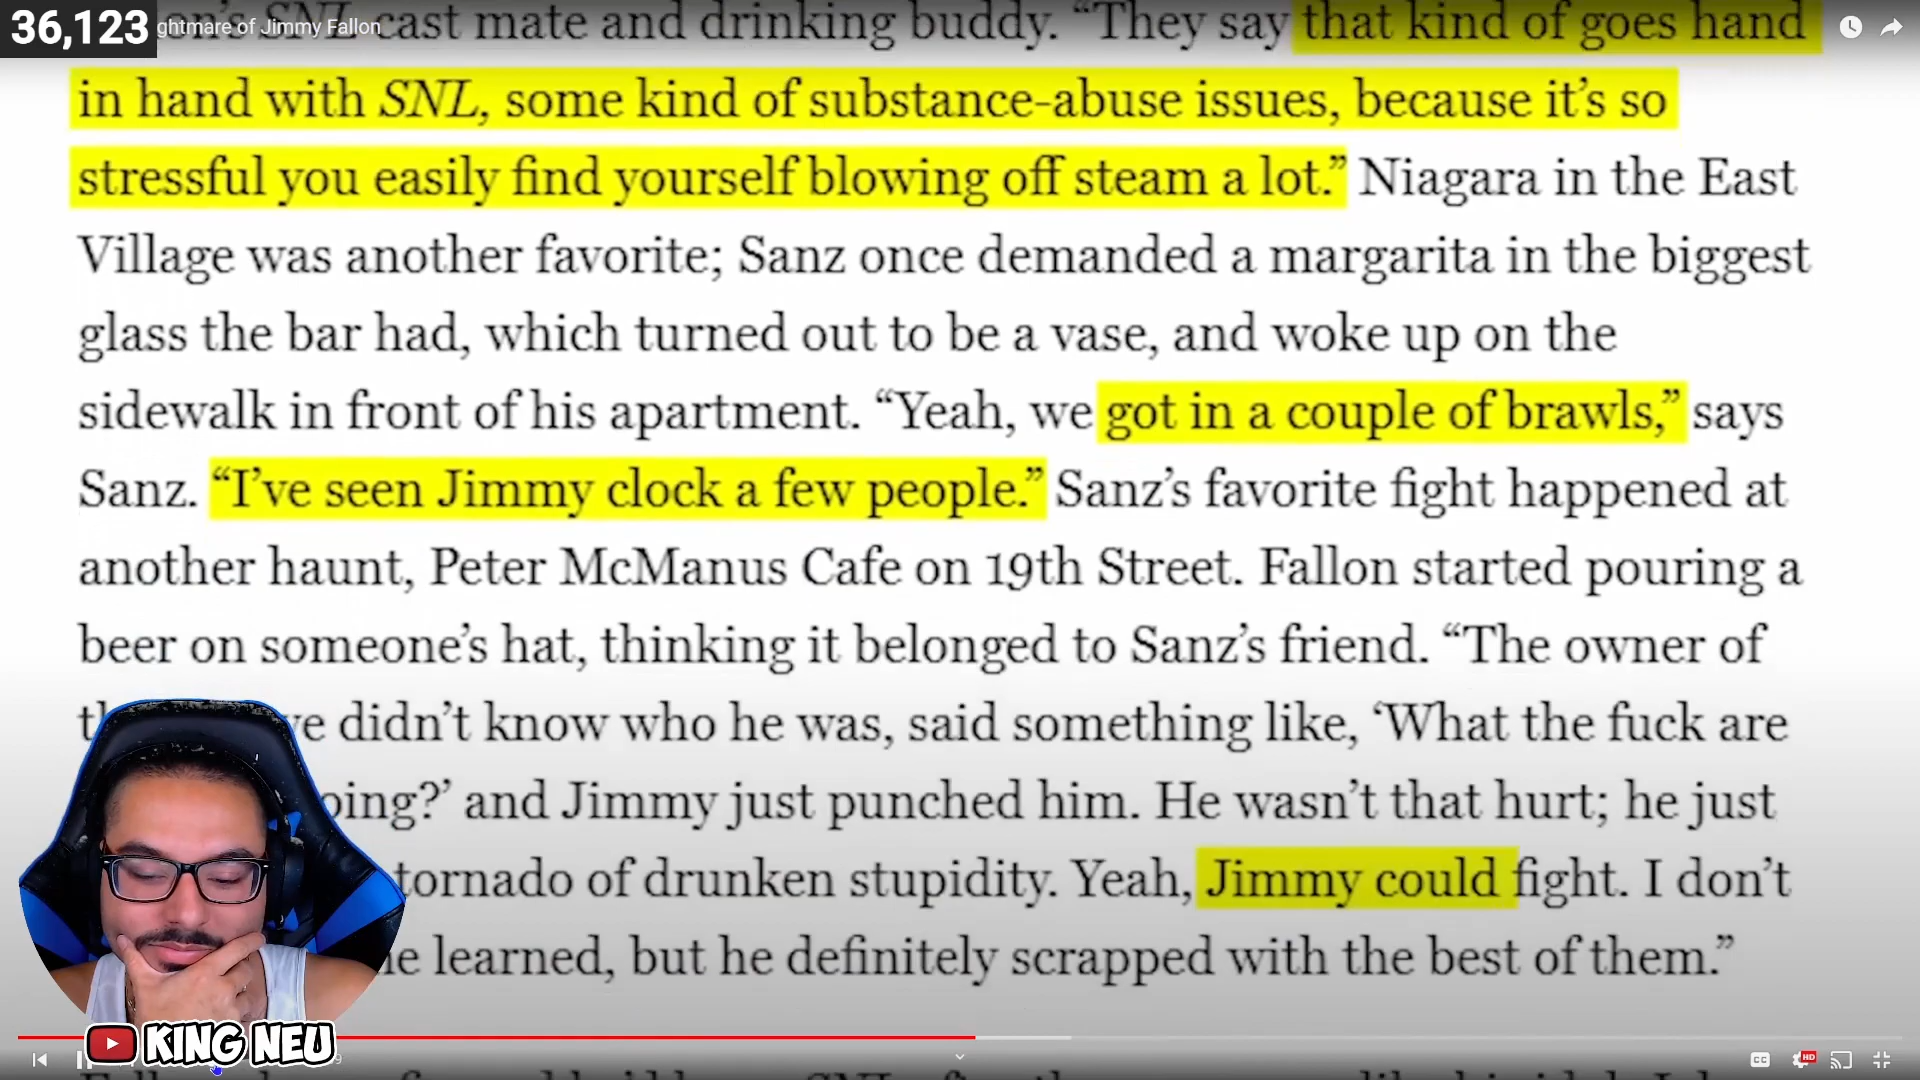 36,123
ghtmare of Jimmy Fallon
on's SNL cast mate and drinking buddy. “They say that kind of goes hand
in hand with SNL, some kind of substance-abuse issues, because it’s so
stressful you easily find yourself blowing off steam a lot.” Niagara in the East
Village was another favorite; Sanz once demanded a margarita in the biggest
glass the bar had, which turned out to be a vase, and woke up on the
sidewalk in front of his apartment. “Yeah, we got in a couple of brawls,” says
Sanz. “I’ve seen Jimmy clock a few people.” Sanz’s favorite fight happened at
another haunt, Peter McManus Cafe on 19th Street. Fallon started pouring a
beer on someone’s hat, thinking it belonged to Sanz’s friend. “The owner of
ve didn’t know who he was, said something like, ‘What the fuck are
oing?’ and Jimmy just punched him. He wasn’t that hurt; he just
tornado of drunken stupidity. Yeah, Jimmy could fight. I don’t
he learned, but he definitely scrapped with the best of them.”
KING NEU
CC
HD